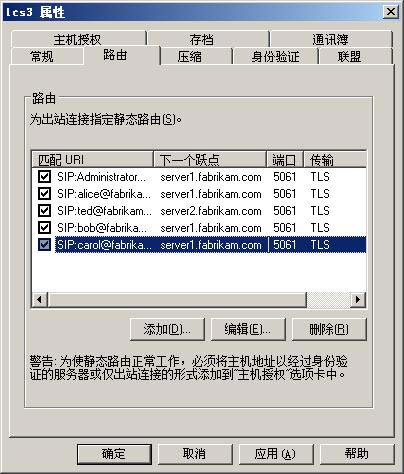 lcs3 属性
主机授权 存档 通讯簿
常规 路由 压缩 身份验证 联盟
路由
为出站连接指定静态路由(S)。
匹配 URI 下一个跃点 端口 传输
SIP:Administrator... server1.fabrikam.com 5061 TLS
SIP:alice@fabrika... server1.fabrikam.com 5061 TLS
SIP:ted@fabrikam... server2.fabrikam.com 5061 TLS
SIP:bob@fabrika... server1.fabrikam.com 5061 TLS
SIP:carol@fabrika... server1.fabrikam.com 5061 TLS
添加(D)... 编辑(E)... 删除(R)
警告: 为使静态路由正常工作，必须将主机地址以经过身份验
证的服务器或仅出站连接的形式添加到“主机授权”选项卡中。
确定 取消 应用(A) 帮助